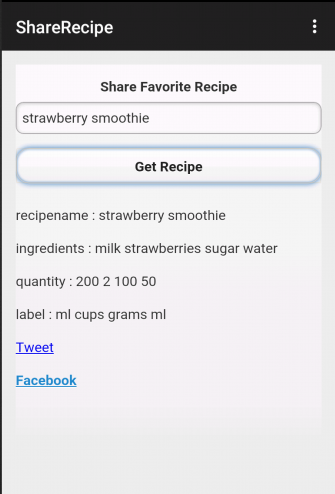 ShareRecipe
Share Favorite Recipe
strawberry smoothie
Get Recipe
recipename : strawberry smoothie
ingredients : milk strawberries sugar water
quantity : 200 2 100 50
label : ml cups grams ml
Tweet
Facebook